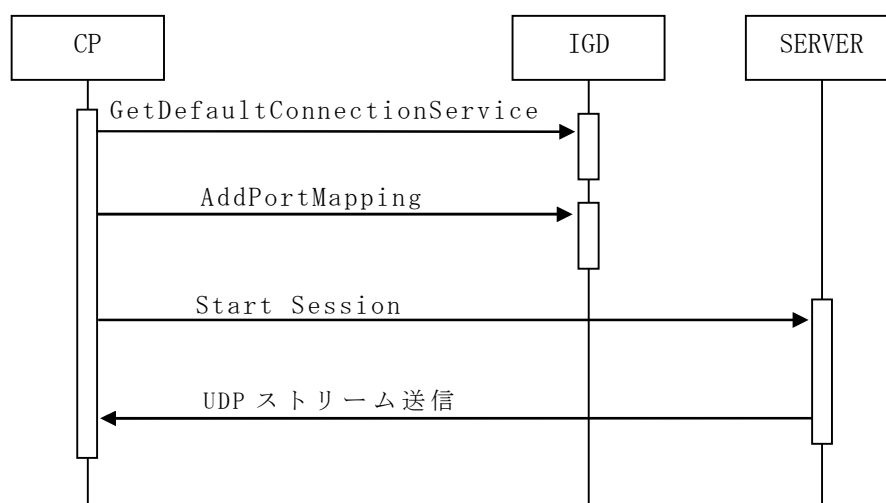 CP
IGD
SERVER
GetDefaultConnectionService
AddPortMapping
Start Session
UDP ストリーム送信